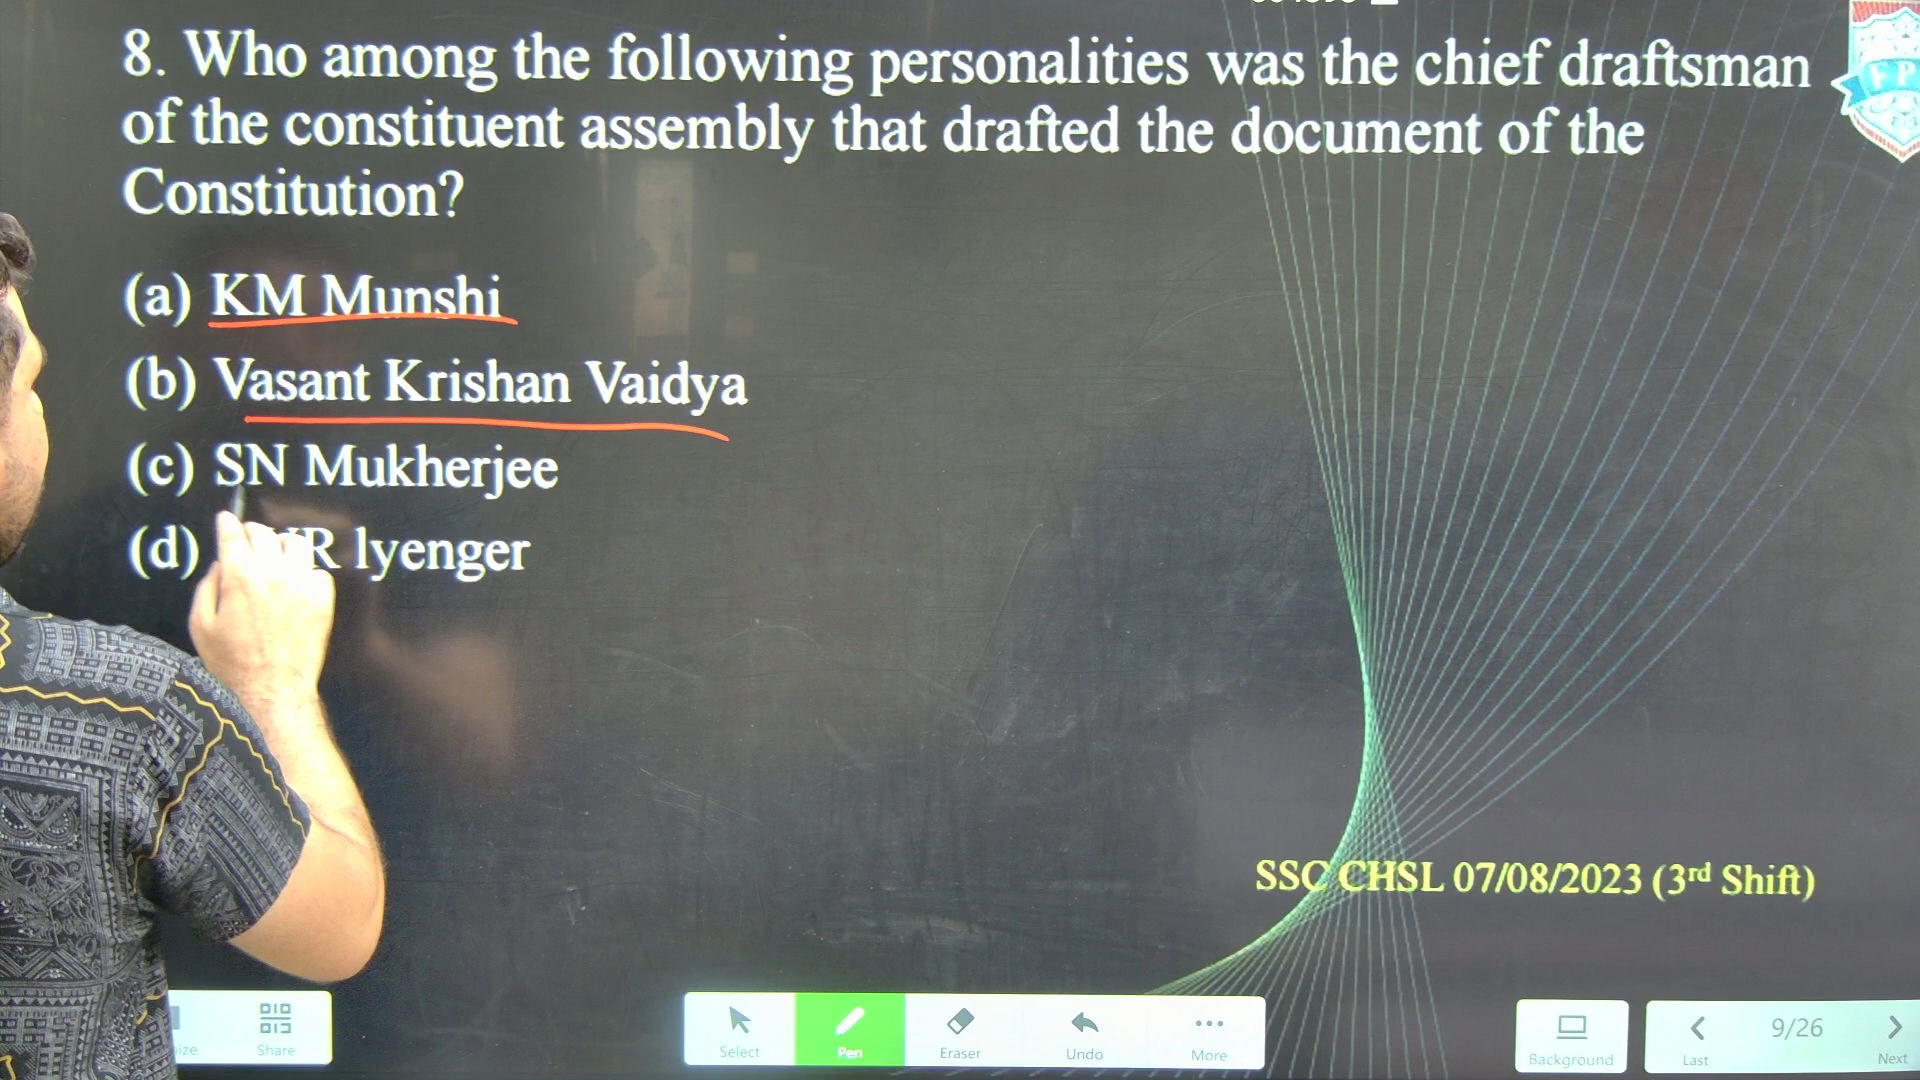 8. Who among the following personalities was the chief draftsman
of the constituent assembly that drafted the document of the
Constitution?
(a) KM Munshi
(b) Vasant Krishan Vaidya
(c) SN Mukherjee
(d) lyenger
SSC CHSL 07/08/2023 (3rd Shift)
Share
Select
Pen
Eraser
Undo
More
Background
Last
9/26
Next